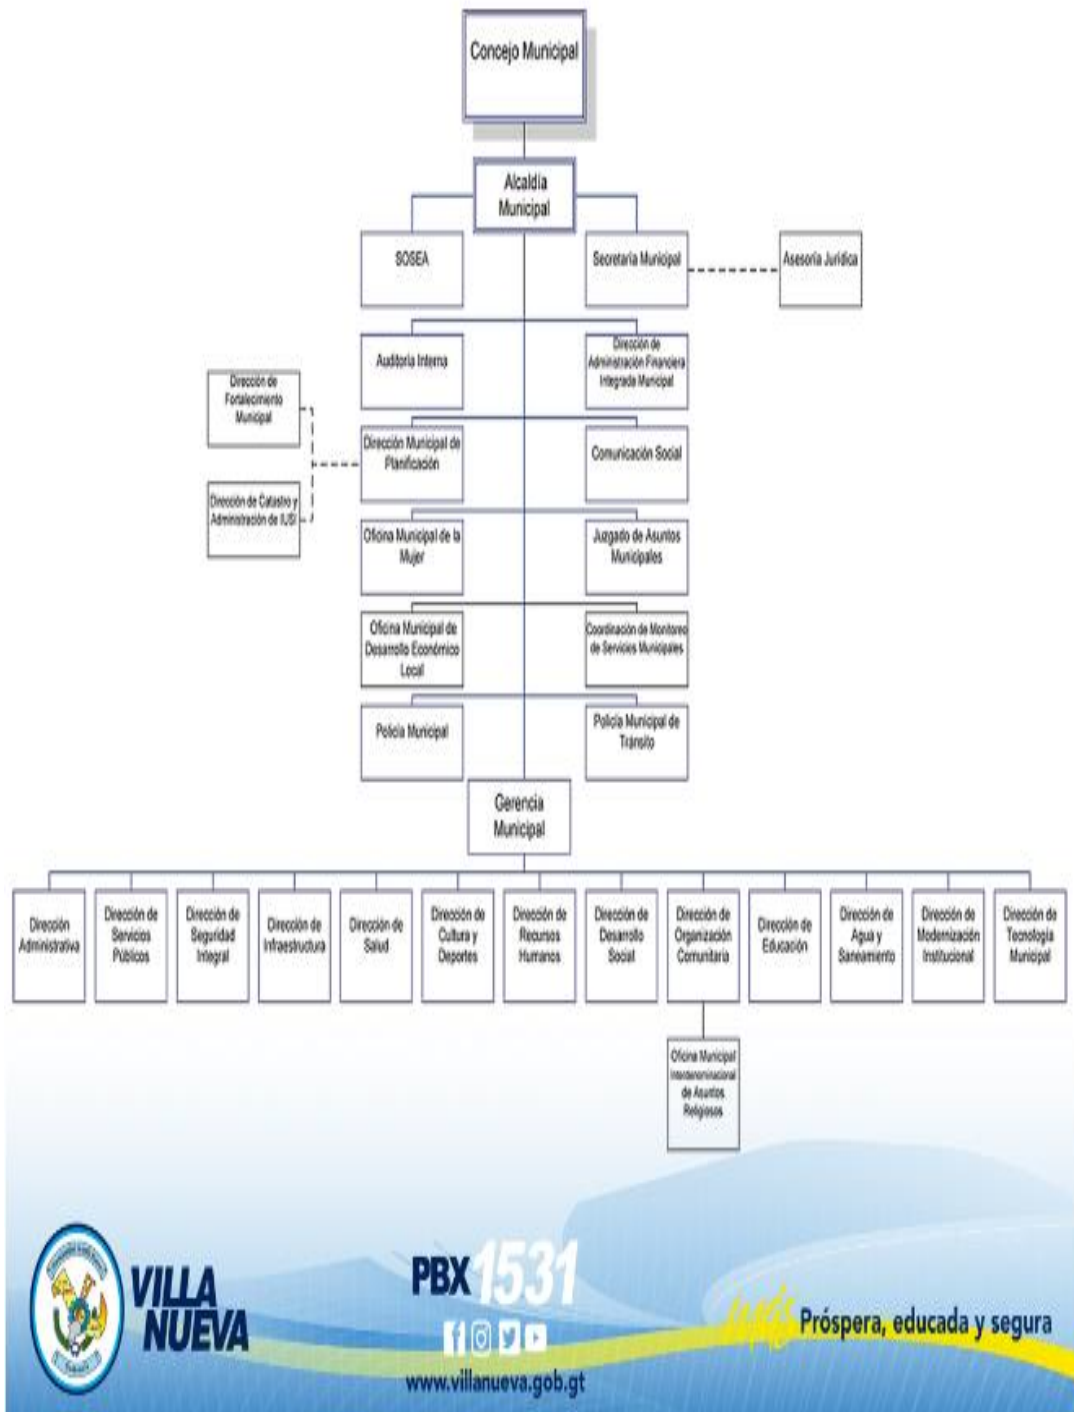 Concejo Municipal
Alcaldía
Municipal
SOSEA
Secretaría Municipal
Asesoría Jurídica
Auditoría Interna
Dirección de
Administración Financiera
Integrada Municipal
Dirección de
Fortalecimiento
Municipal
Dirección Municipal de
Planificación
Comunicación Social
Dirección de Catastro y
Administración de IUSI
Oficina Municipal de la
Mujer
Juzgado de Asuntos
Municipales
Oficina Municipal de
Desarrollo Económico
Local
Coordinación de Monitoreo
de Servicios Municipales
Policía Municipal
Policía Municipal de
Tránsito
Gerencia
Municipal
Dirección
Administrativa
Dirección de
Servicios
Públicos
Dirección de
Seguridad
Integral
Dirección de
Infraestructura
Dirección de
Salud
Dirección de
Cultura y
Deportes
Dirección de
Recursos
Humanos
Dirección de
Desarrollo
Social
Dirección de
Organización
Comunitaria
Dirección de
Educación
Dirección de
Agua y
Saneamiento
Dirección de
Modernización
Institucional
Dirección de
Tecnología
Municipal
Oficina Municipal
Interdenominacional
de Asuntos
Religiosos
VILLA
NUEVA
PBX 1531
www.villanueva.gob.gt
más Próspera, educada y segura